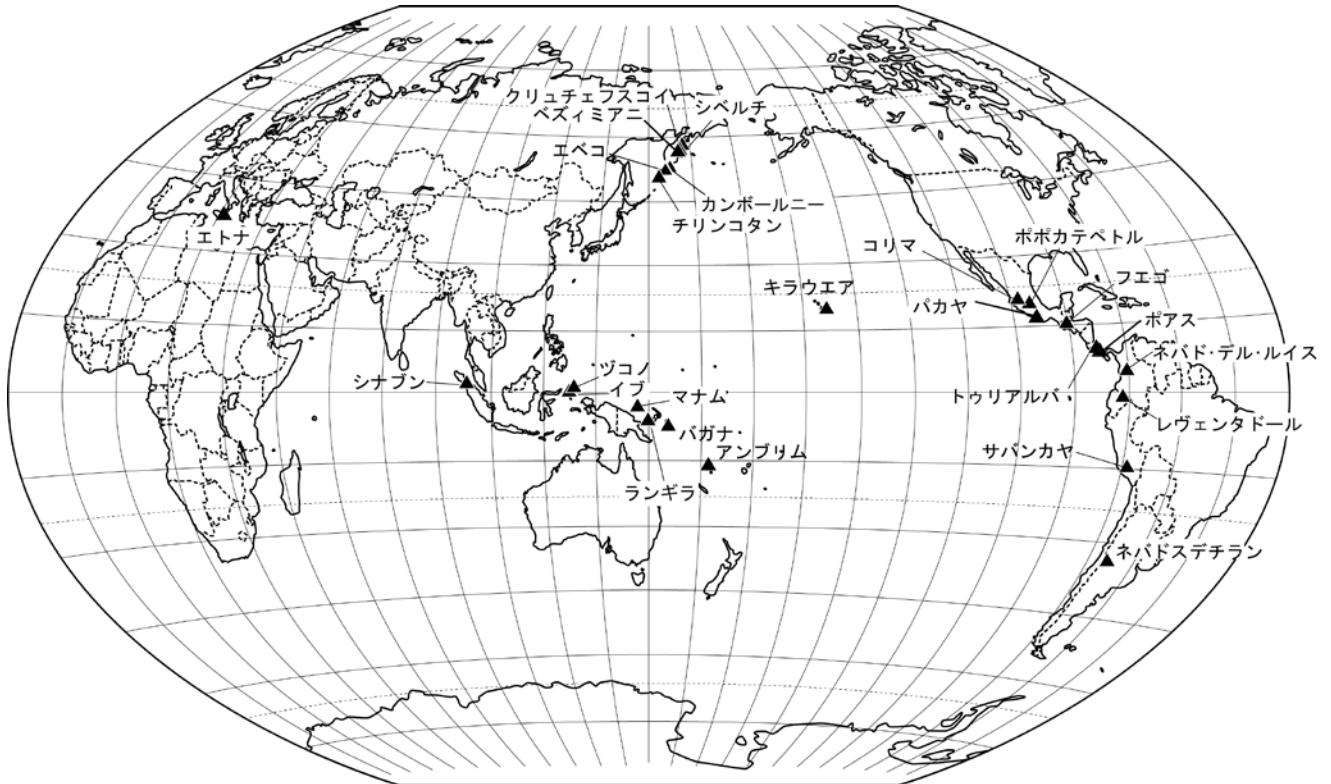 クリュチェフスコイ
シベルチ
ベズィミアニ
エベコ
カンボールニー
チリンコタン
エトナ
コリマ
ポポカテペトル
キラウエア
フエゴ
パカヤ
ポアス
ネバド・デル・ルイス
シナブン
ヅコノ
イブ
マナム
トゥリアルバ
レヴェンタドール
バガナ
アンブリム
サバンカヤ
ランギラ
ネバドスデチラン